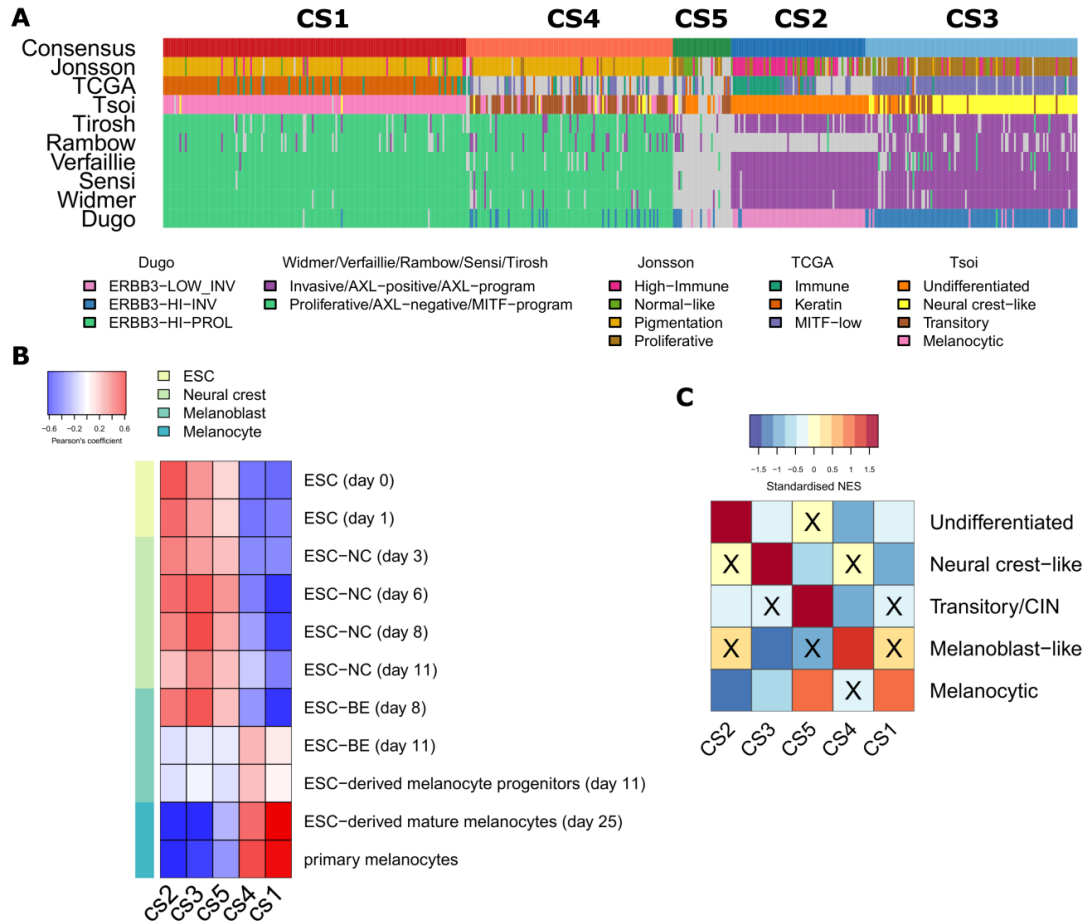 A
CS1 CS4 CS5 CS2 CS3
Consensus
Jonsson
TCGA
Tsoi
Tirosh
Rambow
Verfaillie
Sensi
Widmer
Dugo
Dugo
ERBB3−LOW_INV
ERBB3−HI−INV
ERBB3−HI−PROL
Widmer/Verfaillie/Rambow/Sensi/Tirosh
Invasive/AXL−positive/AXL−program
Proliferative/AXL−negative/MITF−program
Jonsson
High−Immune
Normal−like
Pigmentation
Proliferative
TCGA
Immune
Keratin
MITF−low
Tsoi
Undifferentiated
Neural crest−like
Transitory
Melanocytic
B
−0.6 −0.2 0.2 0.6
Pearson's coefficient
ESC
Neural crest
Melanoblast
Melanocyte
ESC (day 0)
ESC (day 1)
ESC−NC (day 3)
ESC−NC (day 6)
ESC−NC (day 8)
ESC−NC (day 11)
ESC−BE (day 8)
ESC−BE (day 11)
ESC−derived melanocyte progenitors (day 11)
ESC−derived mature melanocytes (day 25)
primary melanocytes
CS2 CS3 CS5 CS4 CS1
C
−1.5 −1 −0.5 0 0.5 1 1.5
Standardised NES
X Undifferentiated
X X Neural crest−like
X X Transitory/CIN
X X X Melanoblast−like
X Melanocytic
CS2 CS3 CS5 CS4 CS1